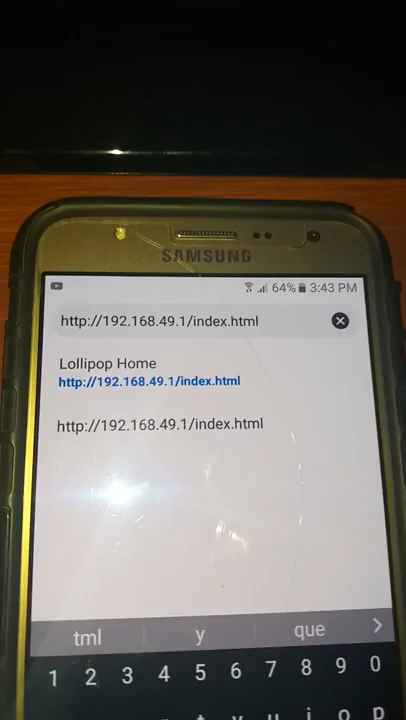 SAMSUNG
64% 3:43 PM
http://192.168.49.1/index.html
Lollipop Home
http://192.168.49.1/index.html
http://192.168.49.1/index.html
tml y que
1 2 3 4 5 6 7 8 9 0
t y u i o p